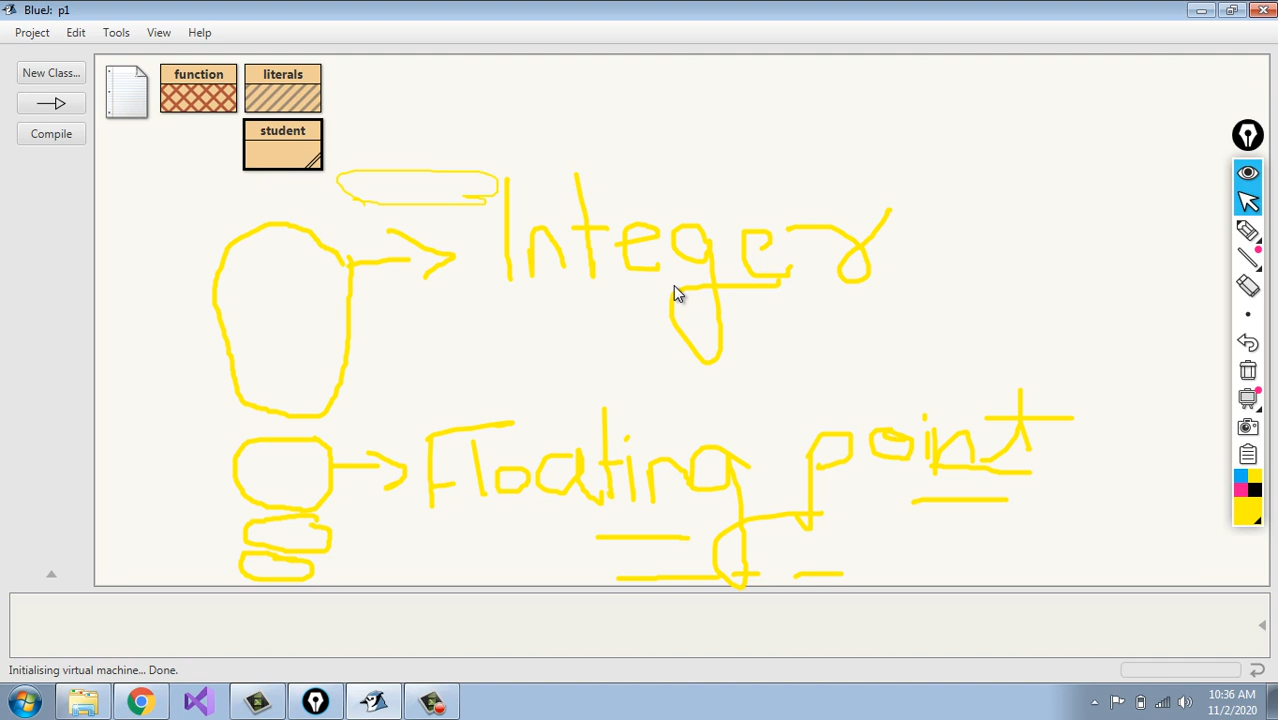 BlueJ: p1
Project Edit Tools View Help
New Class...
function literals
student
Compile
Integer
Floating point
Initialising virtual machine... Done.
10:36 AM
11/2/2020